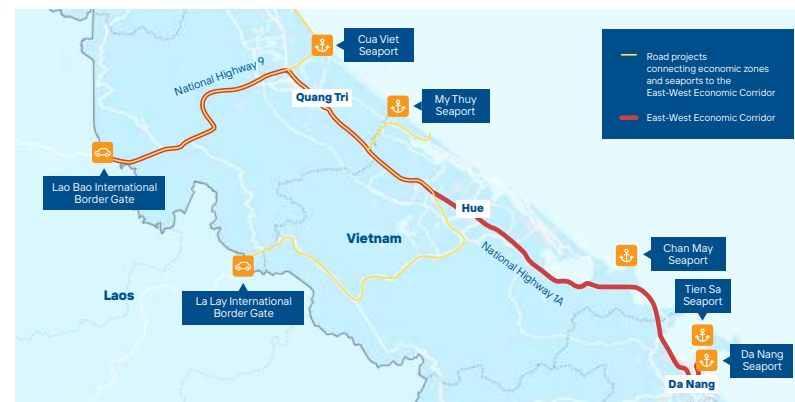 Cua Viet
Seaport
National Highway 9
Quang Tri
My Thuy
Seaport
Road projects
connecting economic zones
and seaports to the
East-West Economic Corridor
East-West Economic Corridor
Lao Bao International
Border Gate
Hue
Vietnam
National Highway 1A
Chan May
Seaport
Laos
La Lay International
Border Gate
Tien Sa
Seaport
Da Nang
Seaport
Da Nang